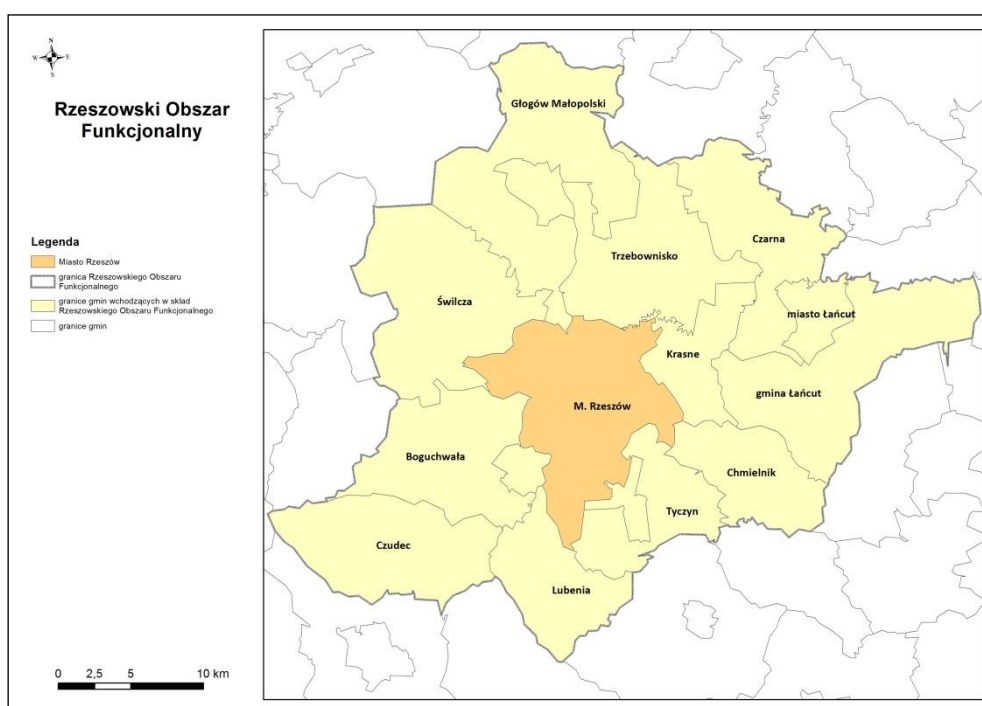 N
W E
S
Rzeszowski Obszar
Funkcjonalny
Legenda
Miasto Rzeszów
granica Rzeszowskiego Obszaru
Funkcjonalnego
granice gmin wchodzących w skład
Rzeszowskiego Obszaru Funkcjonalnego
granice gmin
0 2,5 5 10 km
Głogów Małopolski
Trzebownisko
Czarna
Świlcza
miasto Łańcut
Krasne
gmina Łańcut
M. Rzeszów
Boguchwała
Chmielnik
Tyczyn
Czudec
Lubenia